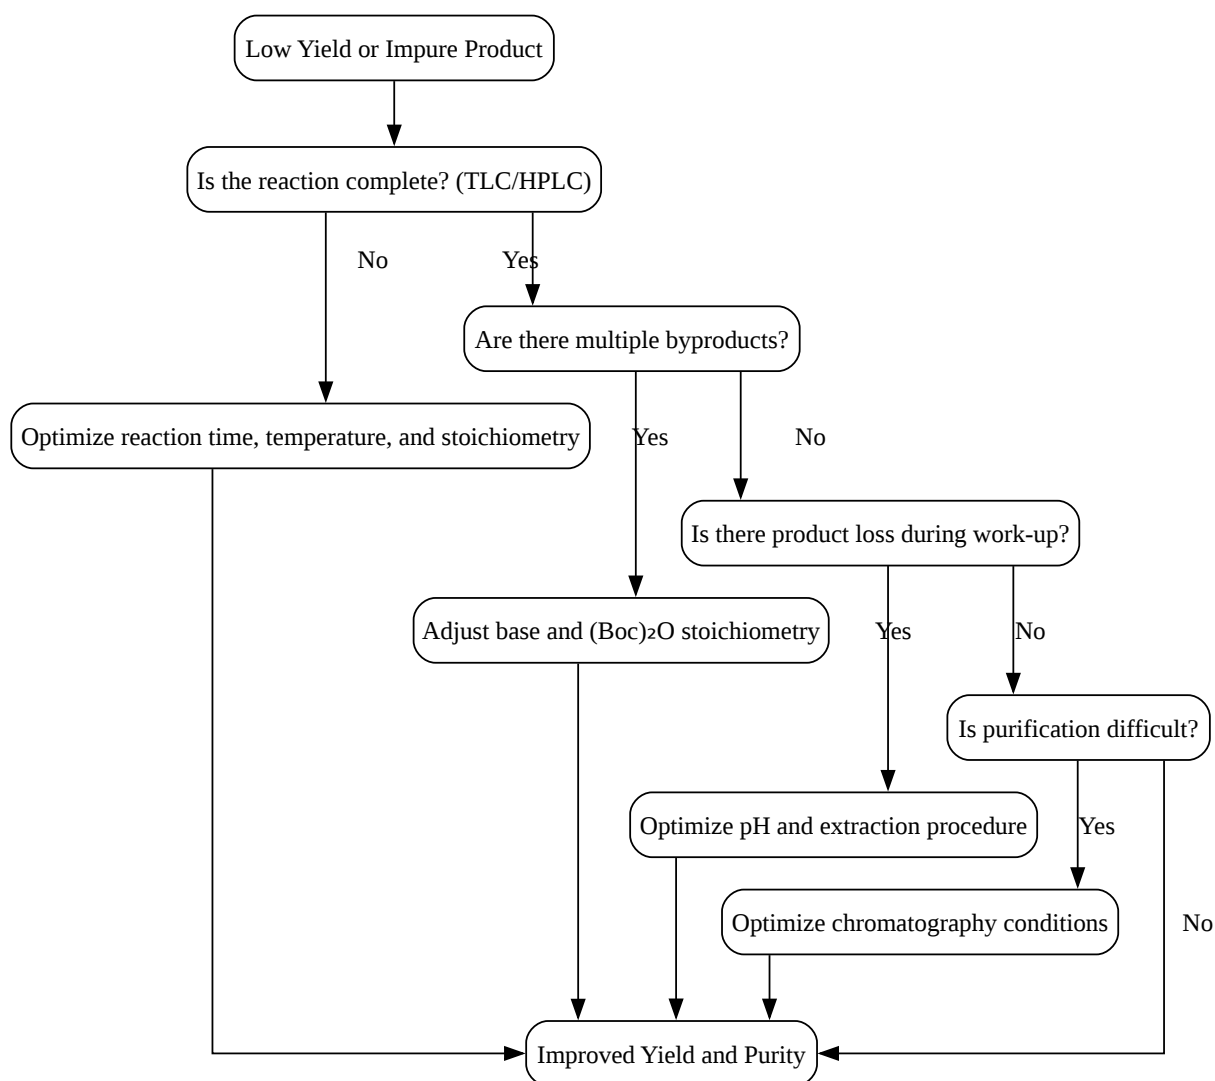 Low Yield or Impure Product
Is the reaction complete? (TLC/HPLC)
No
Yes
Are there multiple byproducts?
Optimize reaction time, temperature, and stoichiometry
Yes
No
Is there product loss during work-up?
Adjust base and (Boc)₂O stoichiometry
Yes
No
Is purification difficult?
Optimize pH and extraction procedure
Yes
Optimize chromatography conditions
No
Improved Yield and Purity